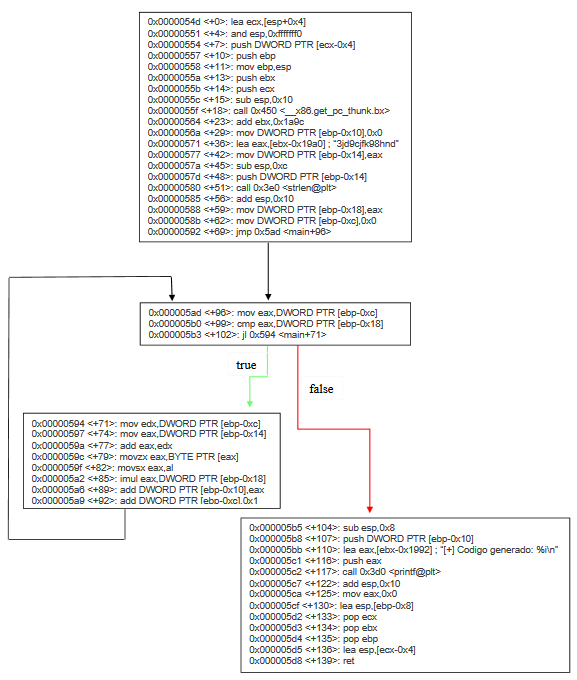 0x0000054d <+0>: lea ecx,[esp+0x4]
0x00000551 <+4>: and esp,0xfffffff0
0x00000554 <+7>: push DWORD PTR [ecx-0x4]
0x00000557 <+10>: push ebp
0x00000558 <+11>: mov ebp,esp
0x0000055a <+13>: push ebx
0x0000055b <+14>: push ecx
0x0000055c <+15>: sub esp,0x10
0x0000055f <+18>: call 0x450 <__x86.get_pc_thunk.bx>
0x00000564 <+23>: add ebx,0x1a9c
0x0000056a <+29>: mov DWORD PTR [ebp-0x10],0x0
0x00000571 <+36>: lea eax,[ebx-0x19a0] ; "3jd9cjfk98hnd"
0x00000577 <+42>: mov DWORD PTR [ebp-0x14],eax
0x0000057a <+45>: sub esp,0xc
0x0000057d <+48>: push DWORD PTR [ebp-0x14]
0x00000580 <+51>: call 0x3e0 <strlen@plt>
0x00000585 <+56>: add esp,0x10
0x00000588 <+59>: mov DWORD PTR [ebp-0x18],eax
0x0000058b <+62>: mov DWORD PTR [ebp-0xc],0x0
0x00000592 <+69>: jmp 0x5ad <main+96>
0x000005ad <+96>: mov eax,DWORD PTR [ebp-0xc]
0x000005b0 <+99>: cmp eax,DWORD PTR [ebp-0x18]
0x000005b3 <+102>: jl 0x594 <main+71>
true
false
0x00000594 <+71>: mov edx,DWORD PTR [ebp-0xc]
0x00000597 <+74>: mov eax,DWORD PTR [ebp-0x14]
0x0000059a <+77>: add eax,edx
0x0000059c <+79>: movzx eax,BYTE PTR [eax]
0x0000059f <+82>: movsx eax,al
0x000005a2 <+85>: imul eax,DWORD PTR [ebp-0x18]
0x000005a6 <+89>: add DWORD PTR [ebp-0x10],eax
0x000005a9 <+92>: add DWORD PTR [ebp-0xc],0x1
0x000005b5 <+104>: sub esp,0x8
0x000005b8 <+107>: push DWORD PTR [ebp-0x10]
0x000005bb <+110>: lea eax,[ebx-0x1992] ; "[+] Codigo generado: %i\n"
0x000005c1 <+116>: push eax
0x000005c2 <+117>: call 0x3d0 <printf@plt>
0x000005c7 <+122>: add esp,0x10
0x000005ca <+125>: mov eax,0x0
0x000005cf <+130>: lea esp,[ebp-0x8]
0x000005d2 <+133>: pop ecx
0x000005d3 <+134>: pop ebx
0x000005d4 <+135>: pop ebp
0x000005d5 <+136>: lea esp,[ecx-0x4]
0x000005d8 <+139>: ret